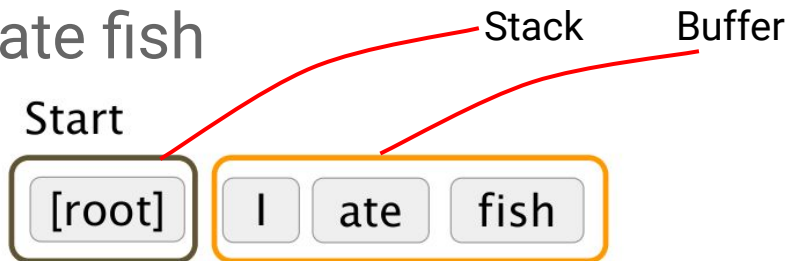 ate fish
Stack Buffer
Start
[root] I ate fish